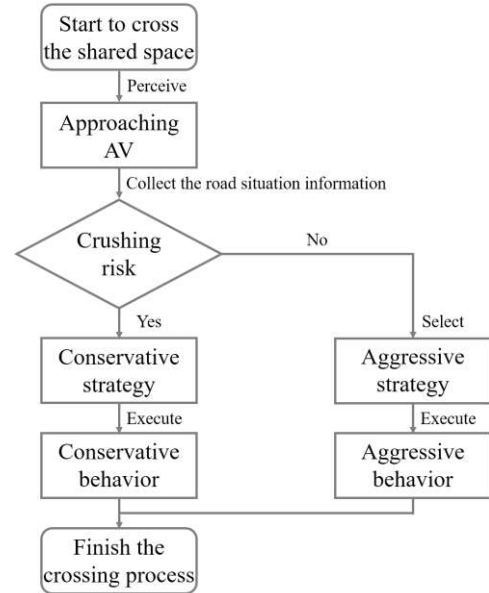 Start to cross
the shared space
Perceive
Approaching
AV
Collect the road situation information
Crushing
risk
No
Yes
Select
Conservative
strategy
Aggressive
strategy
Execute
Execute
Conservative
behavior
Aggressive
behavior
Finish the
crossing process